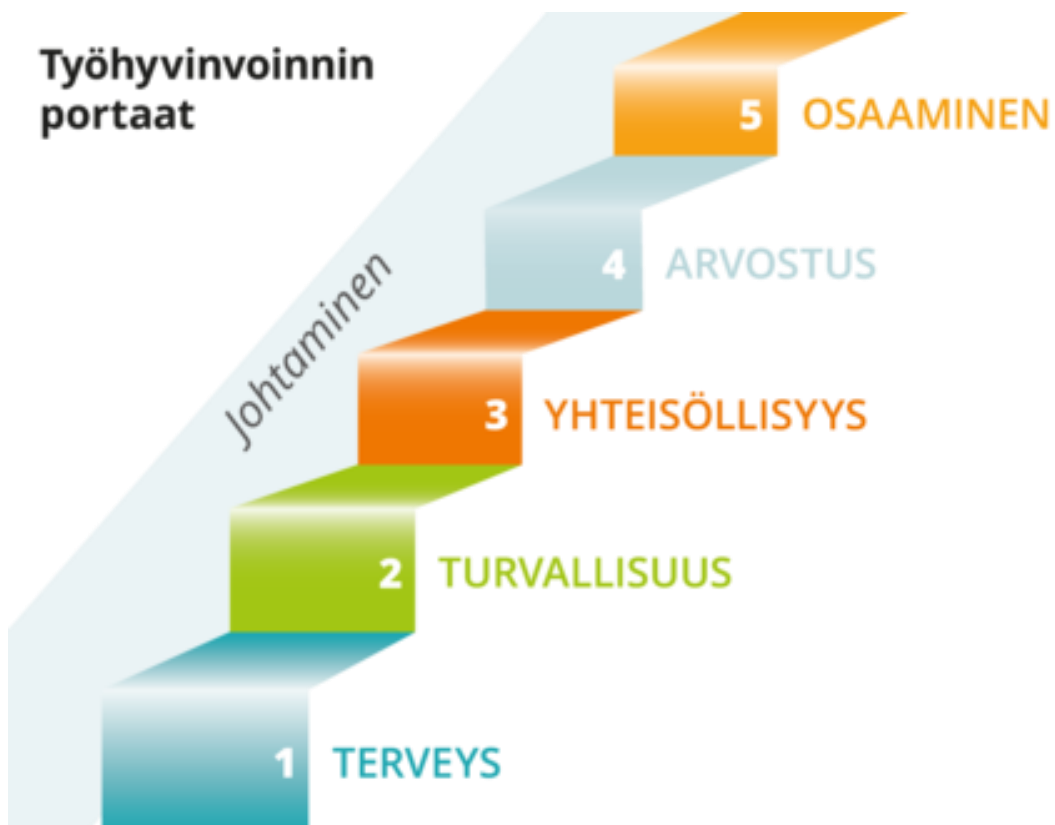 Työhyvinvoinnin
portaat
5 OSAAMINEN
4 ARVOSTUS
Johtaminen
3 YHTEISÖLLISYYS
2 TURVALLISUUS
1 TERVEYS